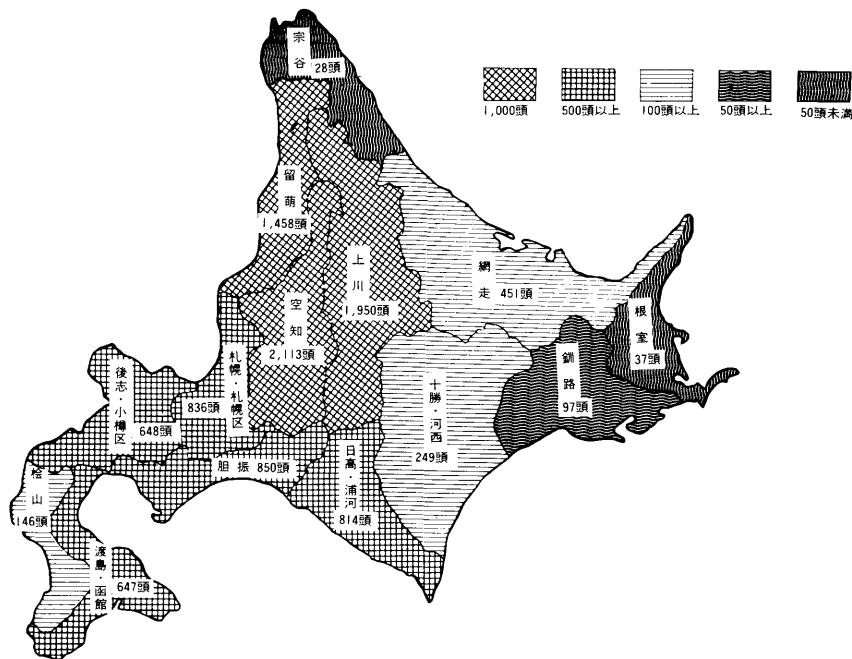 宗谷
28頭
1,000頭
500頭以上
100頭以上
50頭以上
50頭未満
留萌
1,458頭
上川
1,950頭
網走 451頭
根室
37頭
空知
2,113頭
釧路
97頭
札幌・札幌区
836頭
後志・小樽区
648頭
十勝・河西
249頭
胆振 850頭
日高・浦河
814頭
桧山
146頭
渡島・函館
647頭